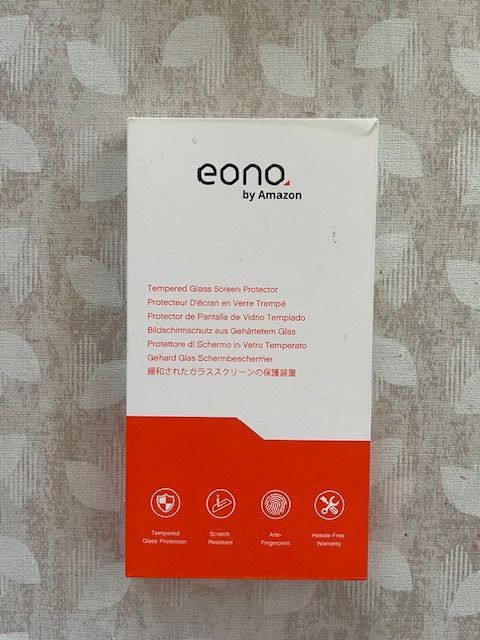 eono
by Amazon
Tempered Glass Screen Protector
Protecteur D'écran en Verre Trempé
Protector de Pantalla de Vidrio Templado
Bildschirmschutz aus Gehärtetem Glas
Protettore di Schermo in Vetro Temperato
Gehard Glas Schermbeschermer
緩和されたガラススクリーンの保護装置
Tempered
Glass Protection
Scratch
Resistant
Anti-
Fingerprint
Hassle-Free
Warranty